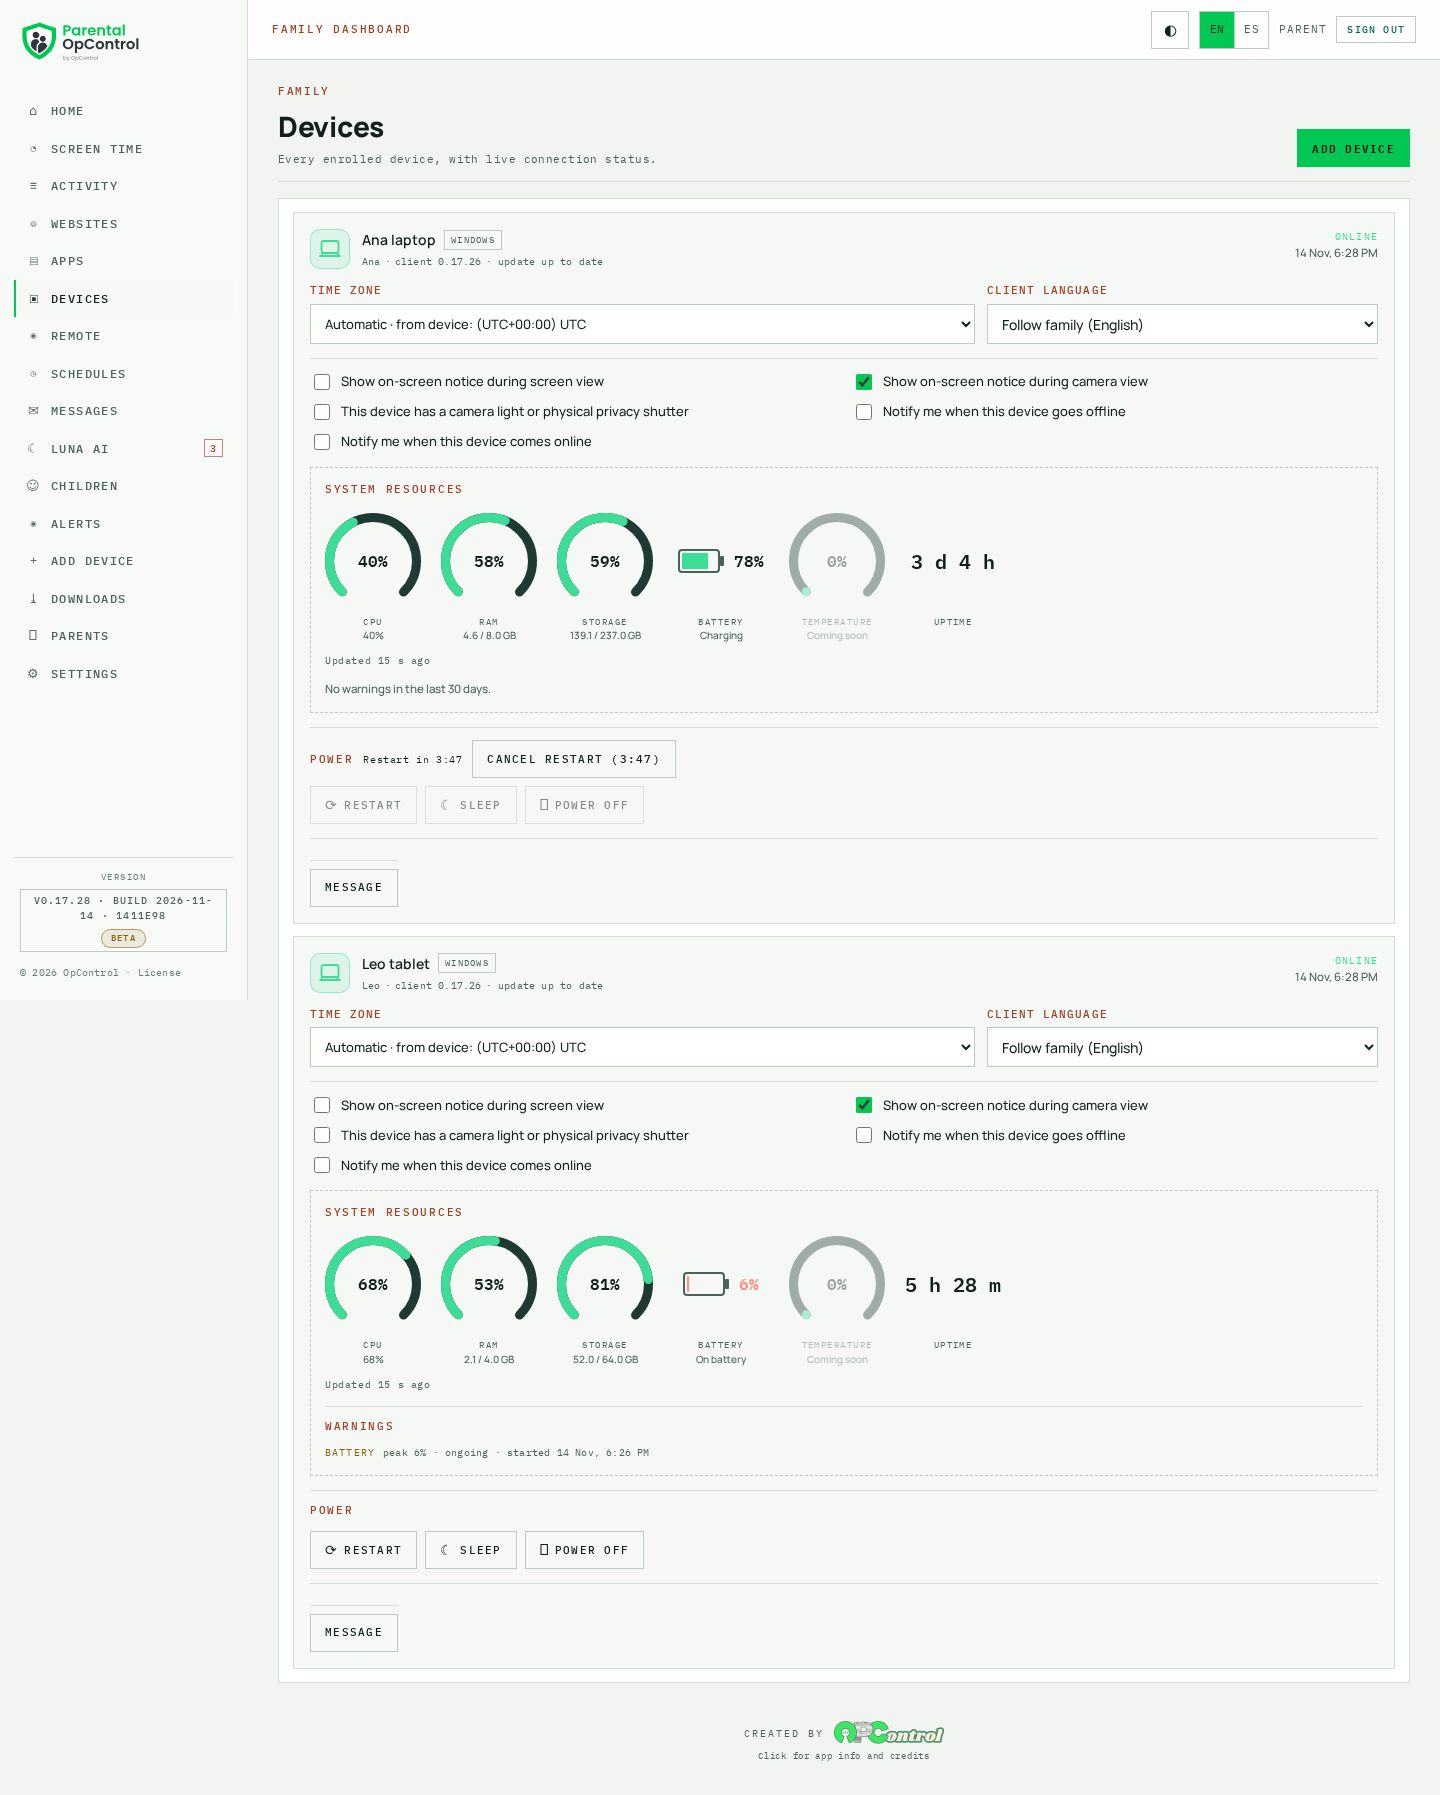 Parental
OpControl
by OpControl
HOME
SCREEN TIME
ACTIVITY
WEBSITES
APPS
DEVICES
REMOTE
SCHEDULES
MESSAGES
LUNA AI 3
CHILDREN
ALERTS
ADD DEVICE
DOWNLOADS
PARENTS
SETTINGS
VERSION
V0.17.28 · BUILD 2026-11-
14 · 1411E98
BETA
© 2026 OpControl · License
FAMILY DASHBOARD
EN ES PARENT SIGN OUT
FAMILY
Devices
Every enrolled device, with live connection status.
ADD DEVICE
Ana laptop WINDOWS
Ana · client 0.17.26 · update up to date
ONLINE
14 Nov, 6:28 PM
TIME ZONE CLIENT LANGUAGE
Automatic · from device: (UTC+00:00) UTC Follow family (English)
Show on-screen notice during screen view Show on-screen notice during camera view
This device has a camera light or physical privacy shutter Notify me when this device goes offline
Notify me when this device comes online
SYSTEM RESOURCES
40% 58% 59% 78% 0% 3 d 4 h
CPU RAM STORAGE BATTERY TEMPERATURE UPTIME
40% 4.6 / 8.0 GB 139.1 / 237.0 GB Charging Coming soon
Updated 15 s ago
No warnings in the last 30 days.
POWER Restart in 3:47 CANCEL RESTART (3:47)
RESTART SLEEP POWER OFF
MESSAGE
Leo tablet WINDOWS
Leo · client 0.17.26 · update up to date
ONLINE
14 Nov, 6:28 PM
TIME ZONE CLIENT LANGUAGE
Automatic · from device: (UTC+00:00) UTC Follow family (English)
Show on-screen notice during screen view Show on-screen notice during camera view
This device has a camera light or physical privacy shutter Notify me when this device goes offline
Notify me when this device comes online
SYSTEM RESOURCES
68% 53% 81% 6% 0% 5 h 28 m
CPU RAM STORAGE BATTERY TEMPERATURE UPTIME
68% 2.1 / 4.0 GB 52.0 / 64.0 GB On battery Coming soon
Updated 15 s ago
WARNINGS
BATTERY peak 6% · ongoing · started 14 Nov, 6:26 PM
POWER
RESTART SLEEP POWER OFF
MESSAGE
CREATED BY OPControl
Click for app info and credits